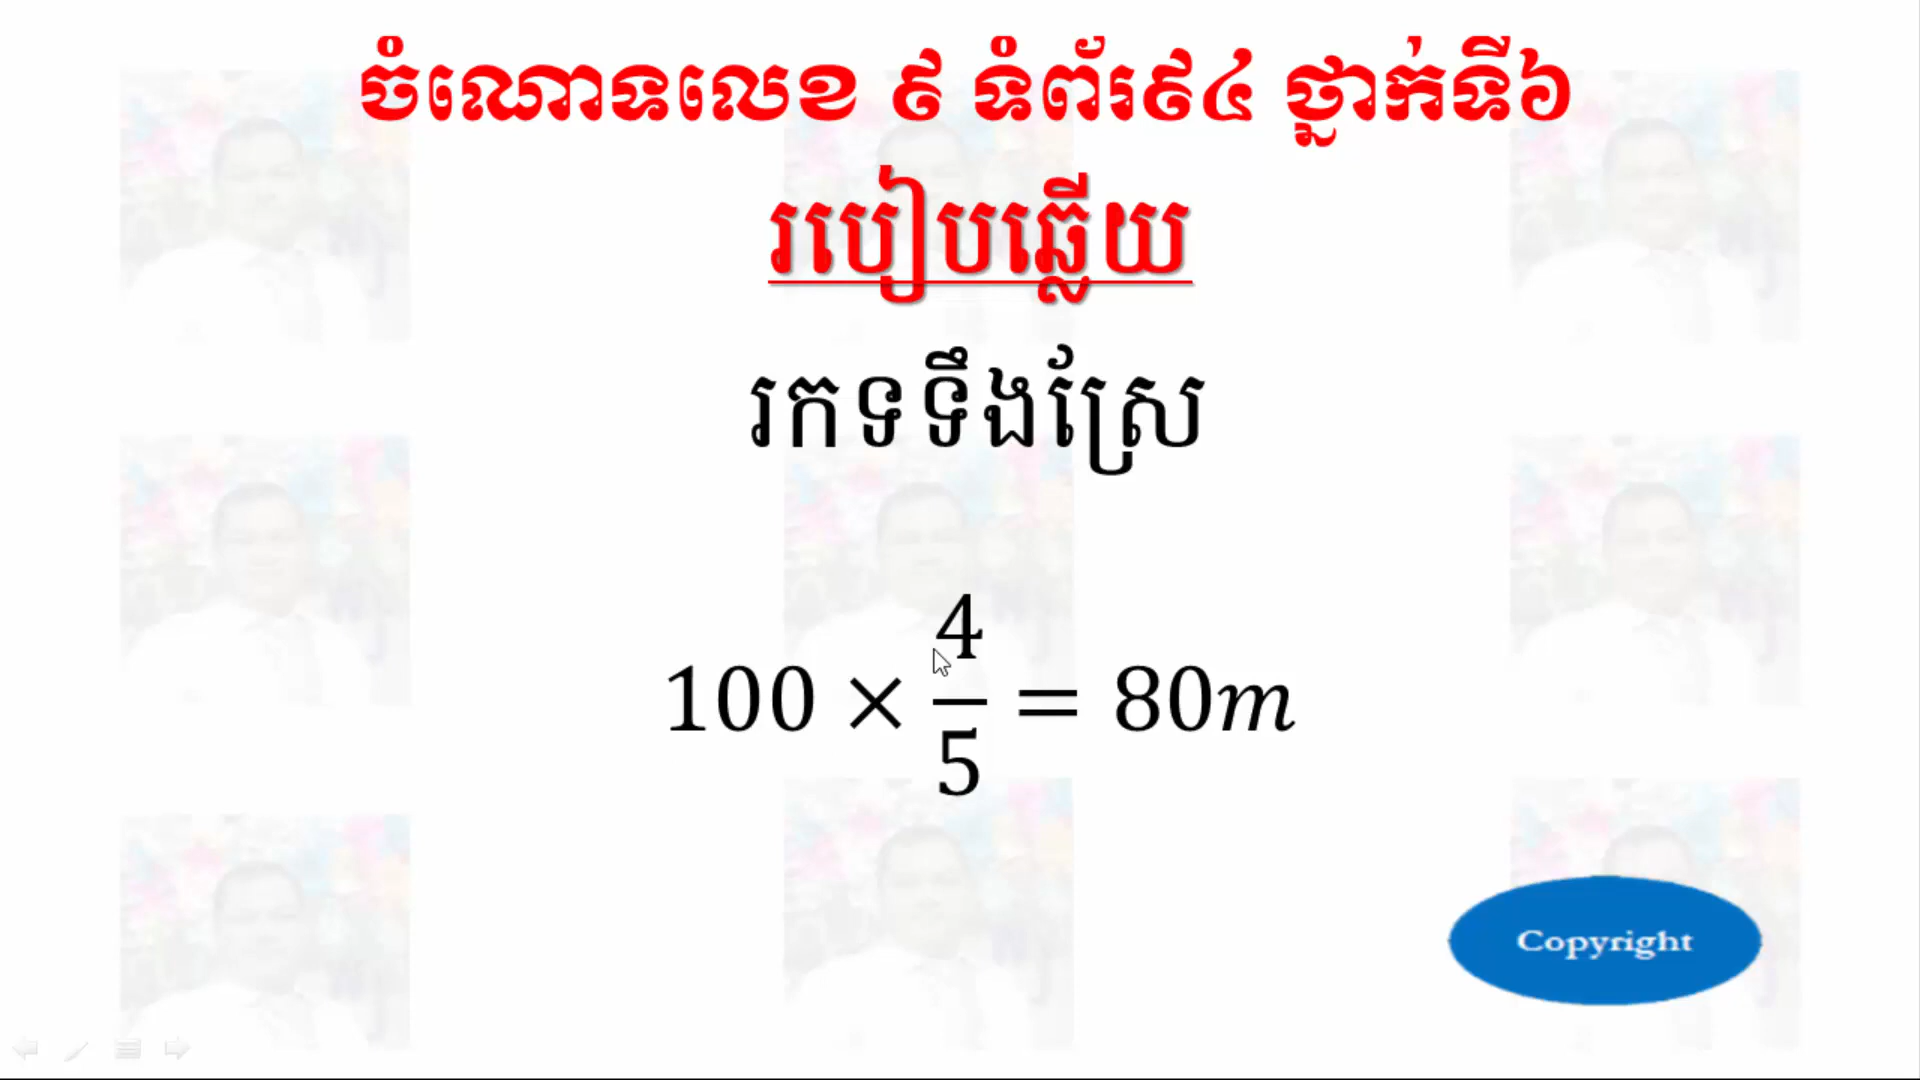 ចំណោទលេខ ៩ ទំព័រ៩៤ ថ្នាក់ទី៦
របៀបឆ្លើយ
រកទទឹងស្រែ
100 × 4/5 = 80m
Copyright